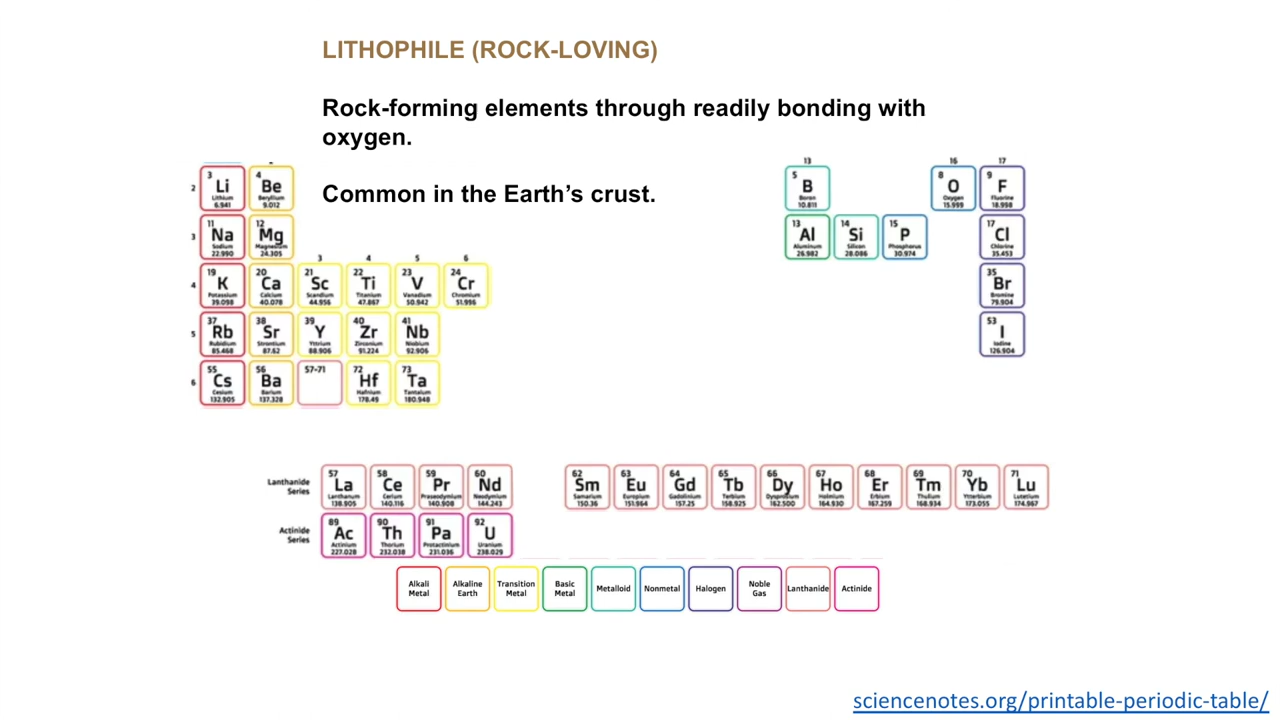 LITHOPHILE (ROCK-LOVING)
Rock-forming elements through readily bonding with
oxygen.
Common in the Earth's crust.
13 16 17
2
3 Li Lithium 6.941
4 Be Beryllium 9.012
5 B Boron 10.811
8 O Oxygen 15.999
9 F Fluorine 18.998
3
11 Na Sodium 22.990
12 Mg Magnesium 24.305
13 Al Aluminum 26.982
14 Si Silicon 28.086
15 P Phosphorus 30.974
17 Cl Chlorine 35.453
3 4 5 6
4
19 K Potassium 39.098
20 Ca Calcium 40.078
21 Sc Scandium 44.956
22 Ti Titanium 47.867
23 V Vanadium 50.942
24 Cr Chromium 51.996
35 Br Bromine 79.904
5
37 Rb Rubidium 85.468
38 Sr Strontium 87.62
39 Y Yttrium 88.906
40 Zr Zirconium 91.224
41 Nb Niobium 92.906
53 I Iodine 126.904
6
55 Cs Cesium 132.905
56 Ba Barium 137.328
57-71
72 Hf Hafnium 178.49
73 Ta Tantalum 180.948
Lanthanide
Series
57 La Lanthanum 138.905
58 Ce Cerium 140.116
59 Pr Praseodymium 140.908
60 Nd Neodymium 144.243
62 Sm Samarium 150.36
63 Eu Europium 151.964
64 Gd Gadolinium 157.25
65 Tb Terbium 158.925
66 Dy Dysprosium 162.500
67 Ho Holmium 164.930
68 Er Erbium 167.259
69 Tm Thulium 168.934
70 Yb Ytterbium 173.055
71 Lu Lutetium 174.967
Actinide
Series
89 Ac Actinium 227.028
90 Th Thorium 232.038
91 Pa Protactinium 231.036
92 U Uranium 238.029
Alkali Metal
Alkaline Earth
Transition Metal
Basic Metal
Metalloid
Nonmetal
Halogen
Noble Gas
Lanthanide
Actinide
sciencenotes.org/printable-periodic-table/